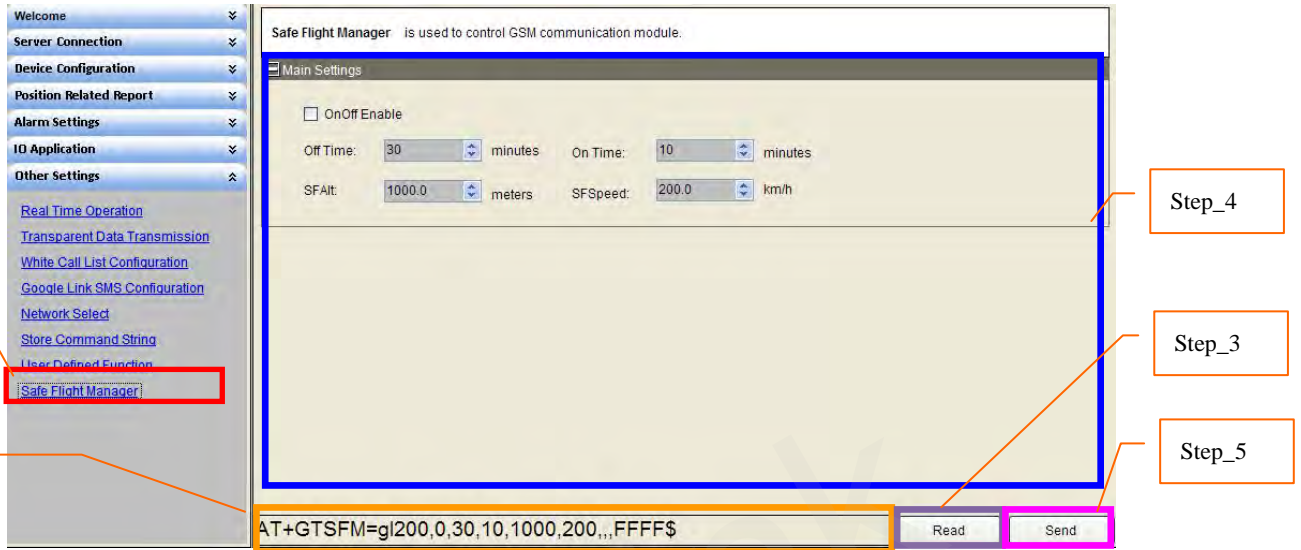 Welcome
Server Connection
Device Configuration
Position Related Report
Alarm Settings
IO Application
Other Settings
Real Time Operation
Transparent Data Transmission
White Call List Configuration
Google Link SMS Configuration
Network Select
Store Command String
User Defined Function
Safe Flight Manager
Safe Flight Manager is used to control GSM communication module.
Main Settings
OnOff Enable
Off Time: 30 minutes On Time: 10 minutes
SFAlt: 1000.0 meters SFSpeed: 200.0 km/h
AT+GTSFM=gl200,0,30,10,1000,200,,,FFFF$
Read
Send
Step_4
Step_3
Step_5